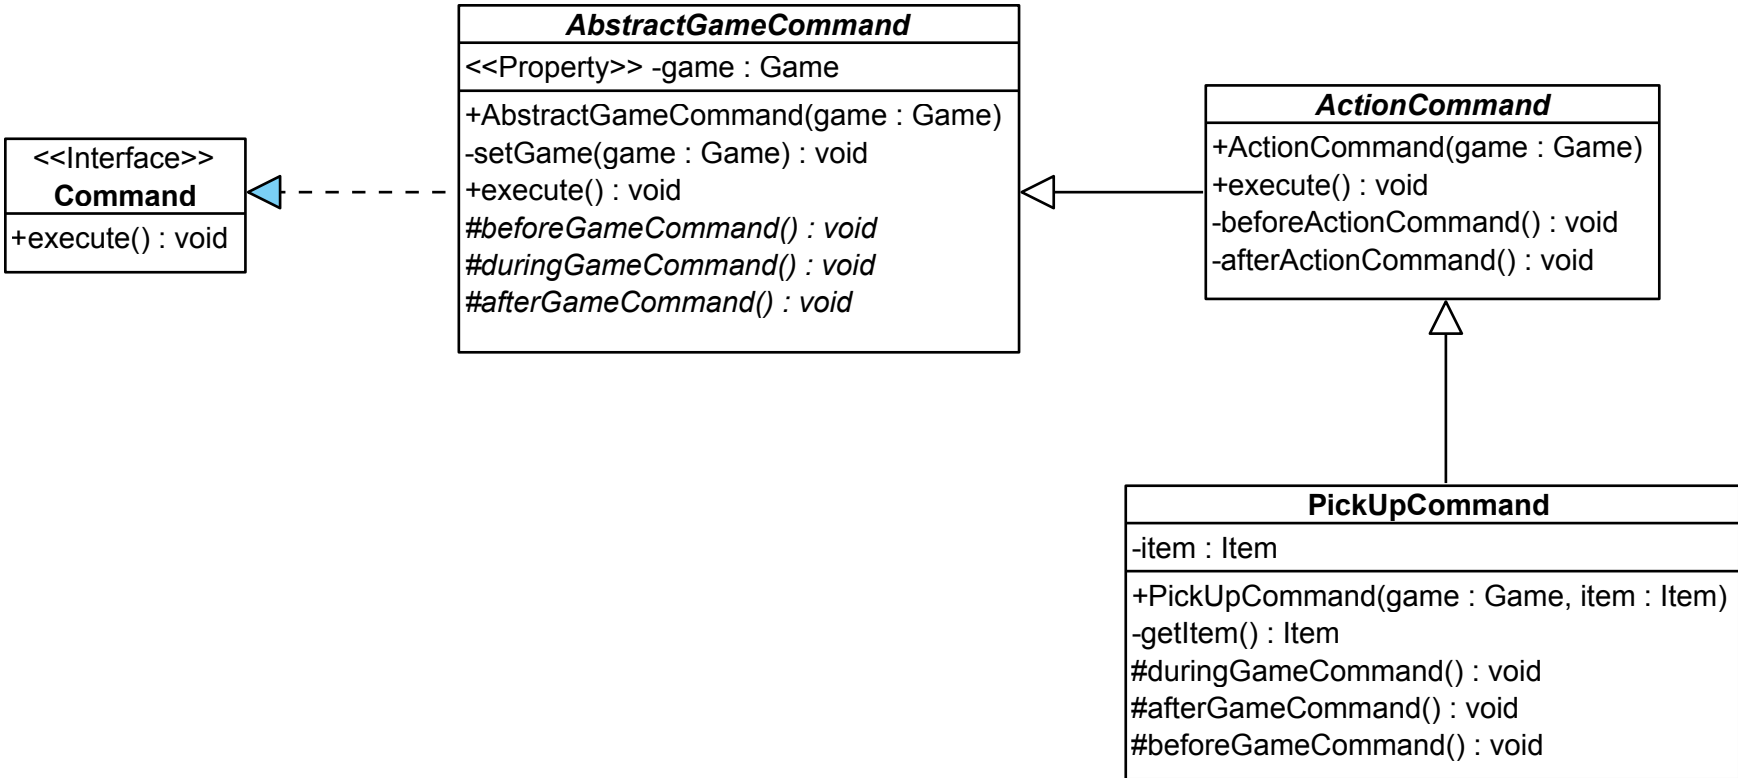 <<Interface>>
Command
+execute() : void
AbstractGameCommand
<<Property>> -game : Game
+AbstractGameCommand(game : Game)
-setGame(game : Game) : void
+execute() : void
#beforeGameCommand() : void
#duringGameCommand() : void
#afterGameCommand() : void
ActionCommand
+ActionCommand(game : Game)
+execute() : void
-beforeActionCommand() : void
-afterActionCommand() : void
PickUpCommand
-item : Item
+PickUpCommand(game : Game, item : Item)
-getItem() : Item
#duringGameCommand() : void
#afterGameCommand() : void
#beforeGameCommand() : void